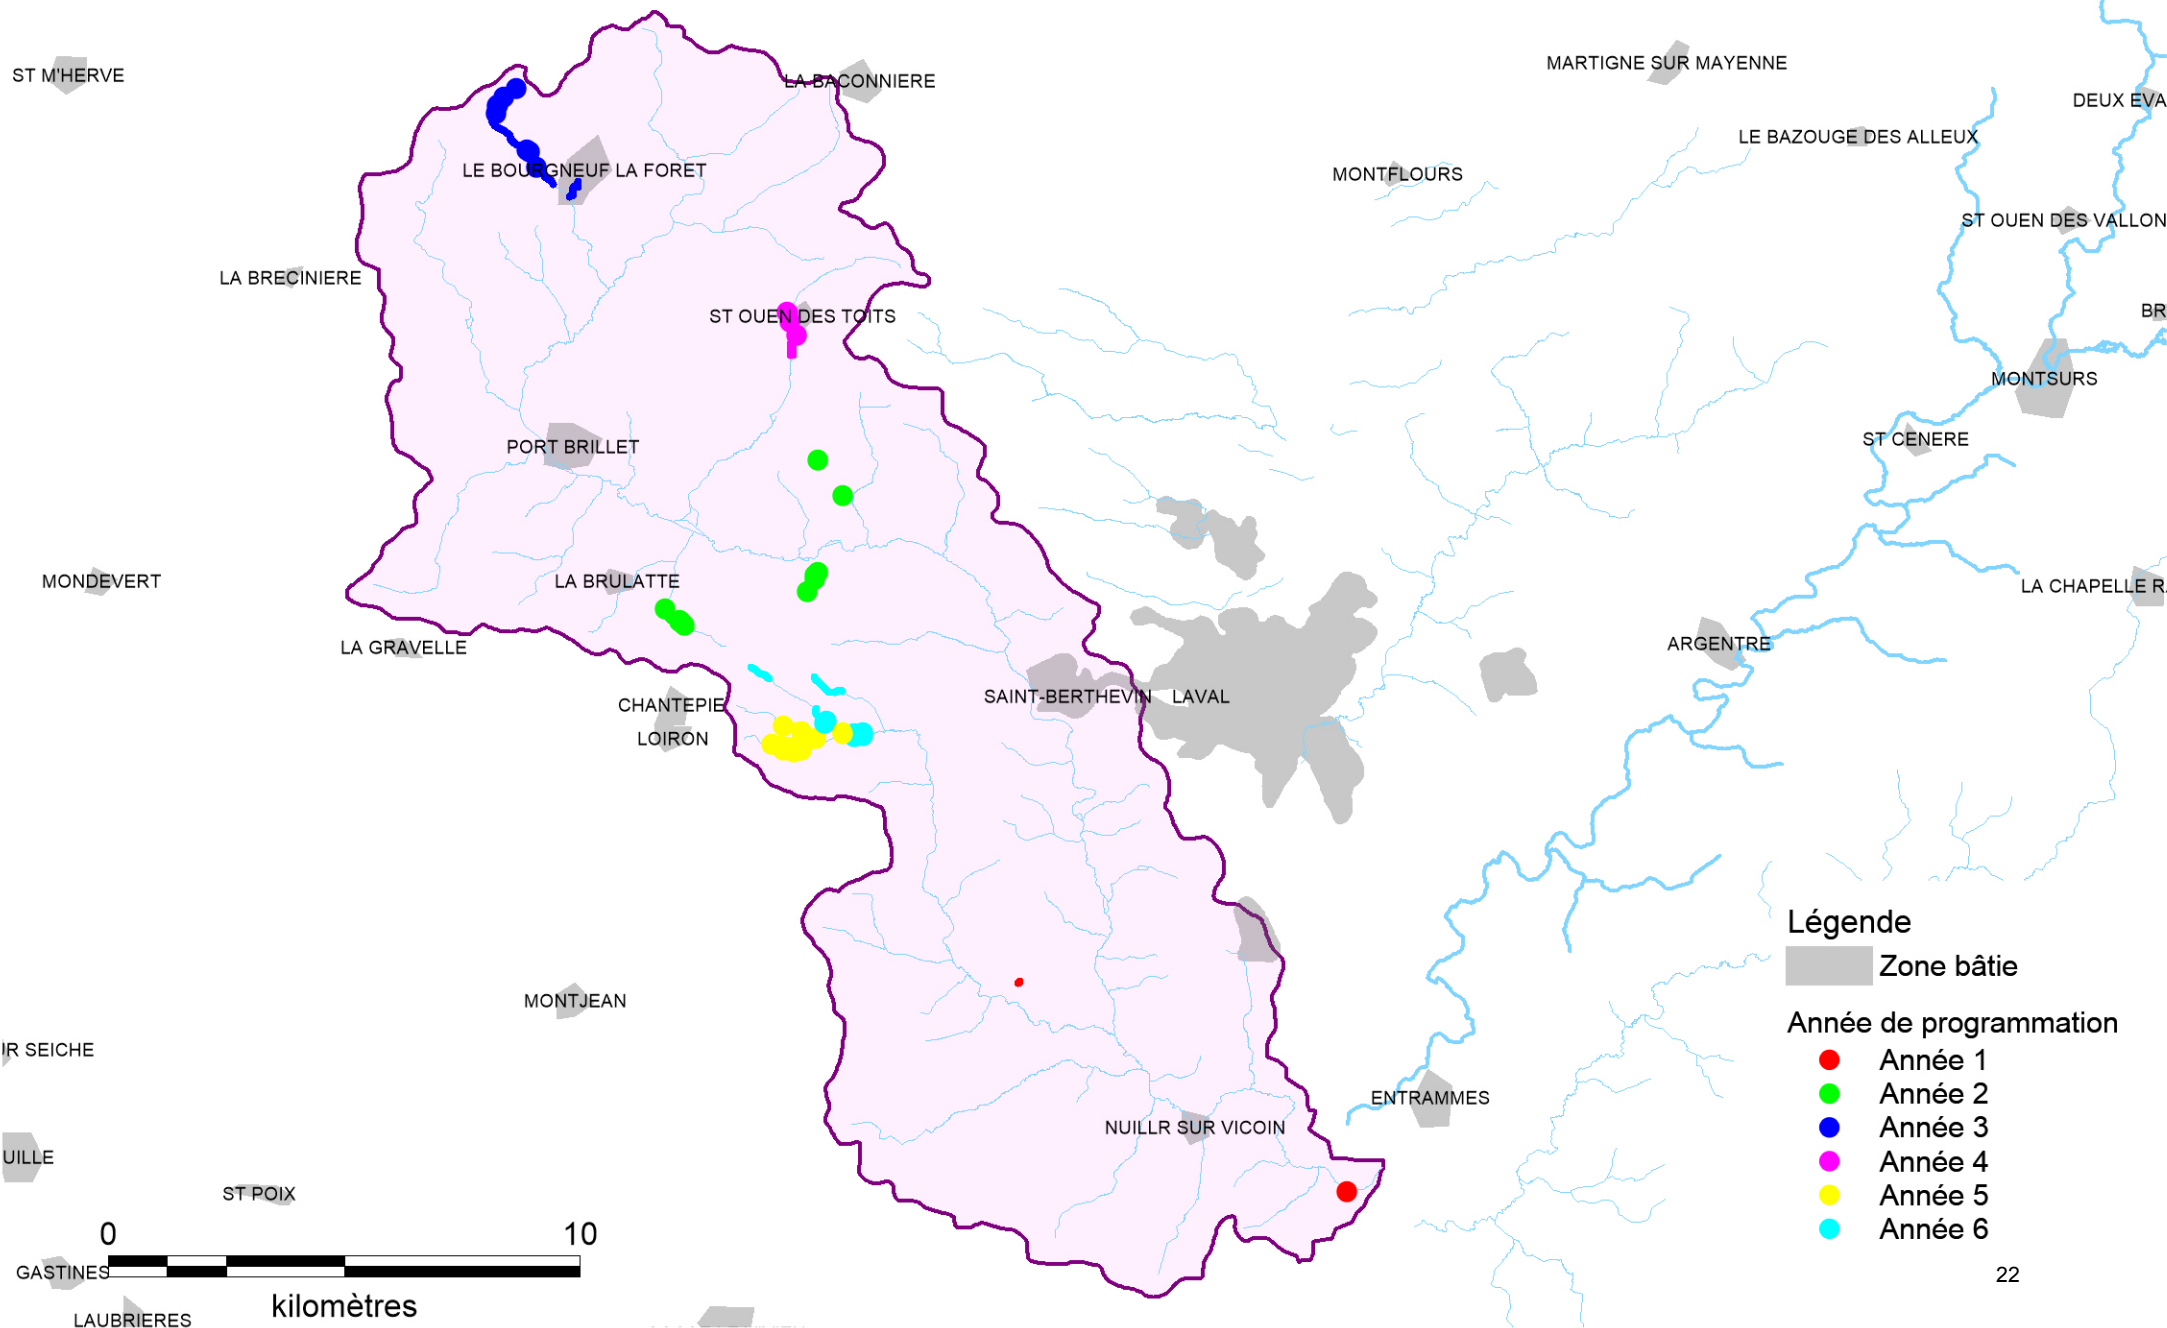 MARTIGNE SUR MAYENNE
ST M'HERVE
LA BACONNIERE
DEUX EVA
LE BAZOUGE DES ALLEUX
LE BOURGNEUF LA FORET
MONTFLOURS
ST OUEN DES VALLON
LA BRECINIERE
BR
ST OUEN DES TOITS
MONTSURS
ST CENERE
PORT BRILLET
MONDEVERT
LA BRULATTE
LA CHAPELLE R
LA GRAVELLE
ARGENTRE
SAINT-BERTHEVIN
LAVAL
CHANTEPIE
LOIRON
Légende
Zone bâtie
MONTJEAN
Année de programmation
IR SEICHE
Année 1
Année 2
ENTRAMMES
Année 3
NUILLR SUR VICOIN
UILLE
Année 4
ST POIX
Année 5
Année 6
0 10
GASTINES
22
kilomètres
LAUBRIERES